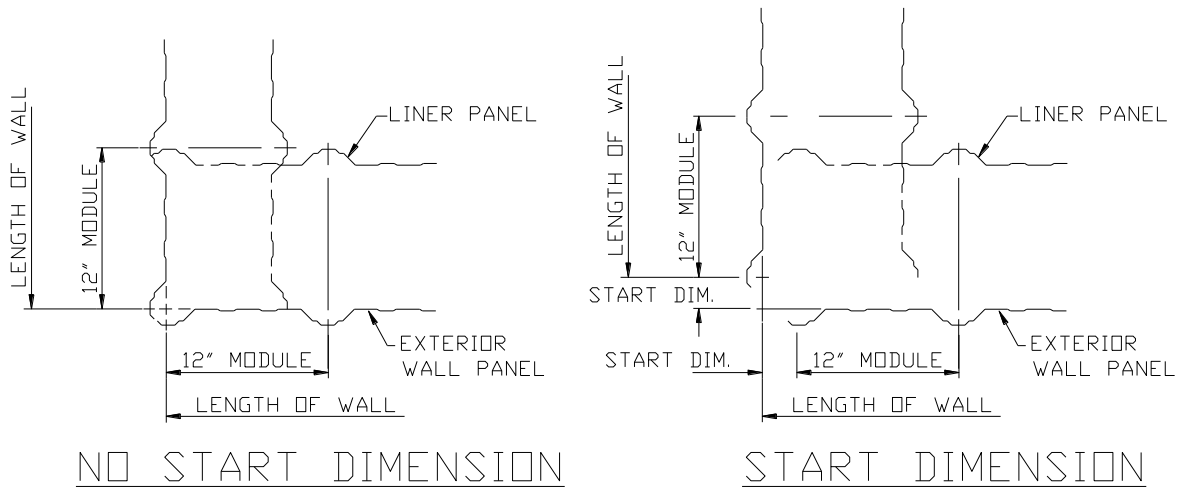 LINER PANEL
LENGTH OF WALL
12" MODULE
EXTERIOR
WALL PANEL
12" MODULE
LENGTH OF WALL
NO START DIMENSION
LINER PANEL
LENGTH OF WALL
12" MODULE
START DIM.
EXTERIOR
WALL PANEL
START DIM.
12" MODULE
LENGTH OF WALL
START DIMENSION